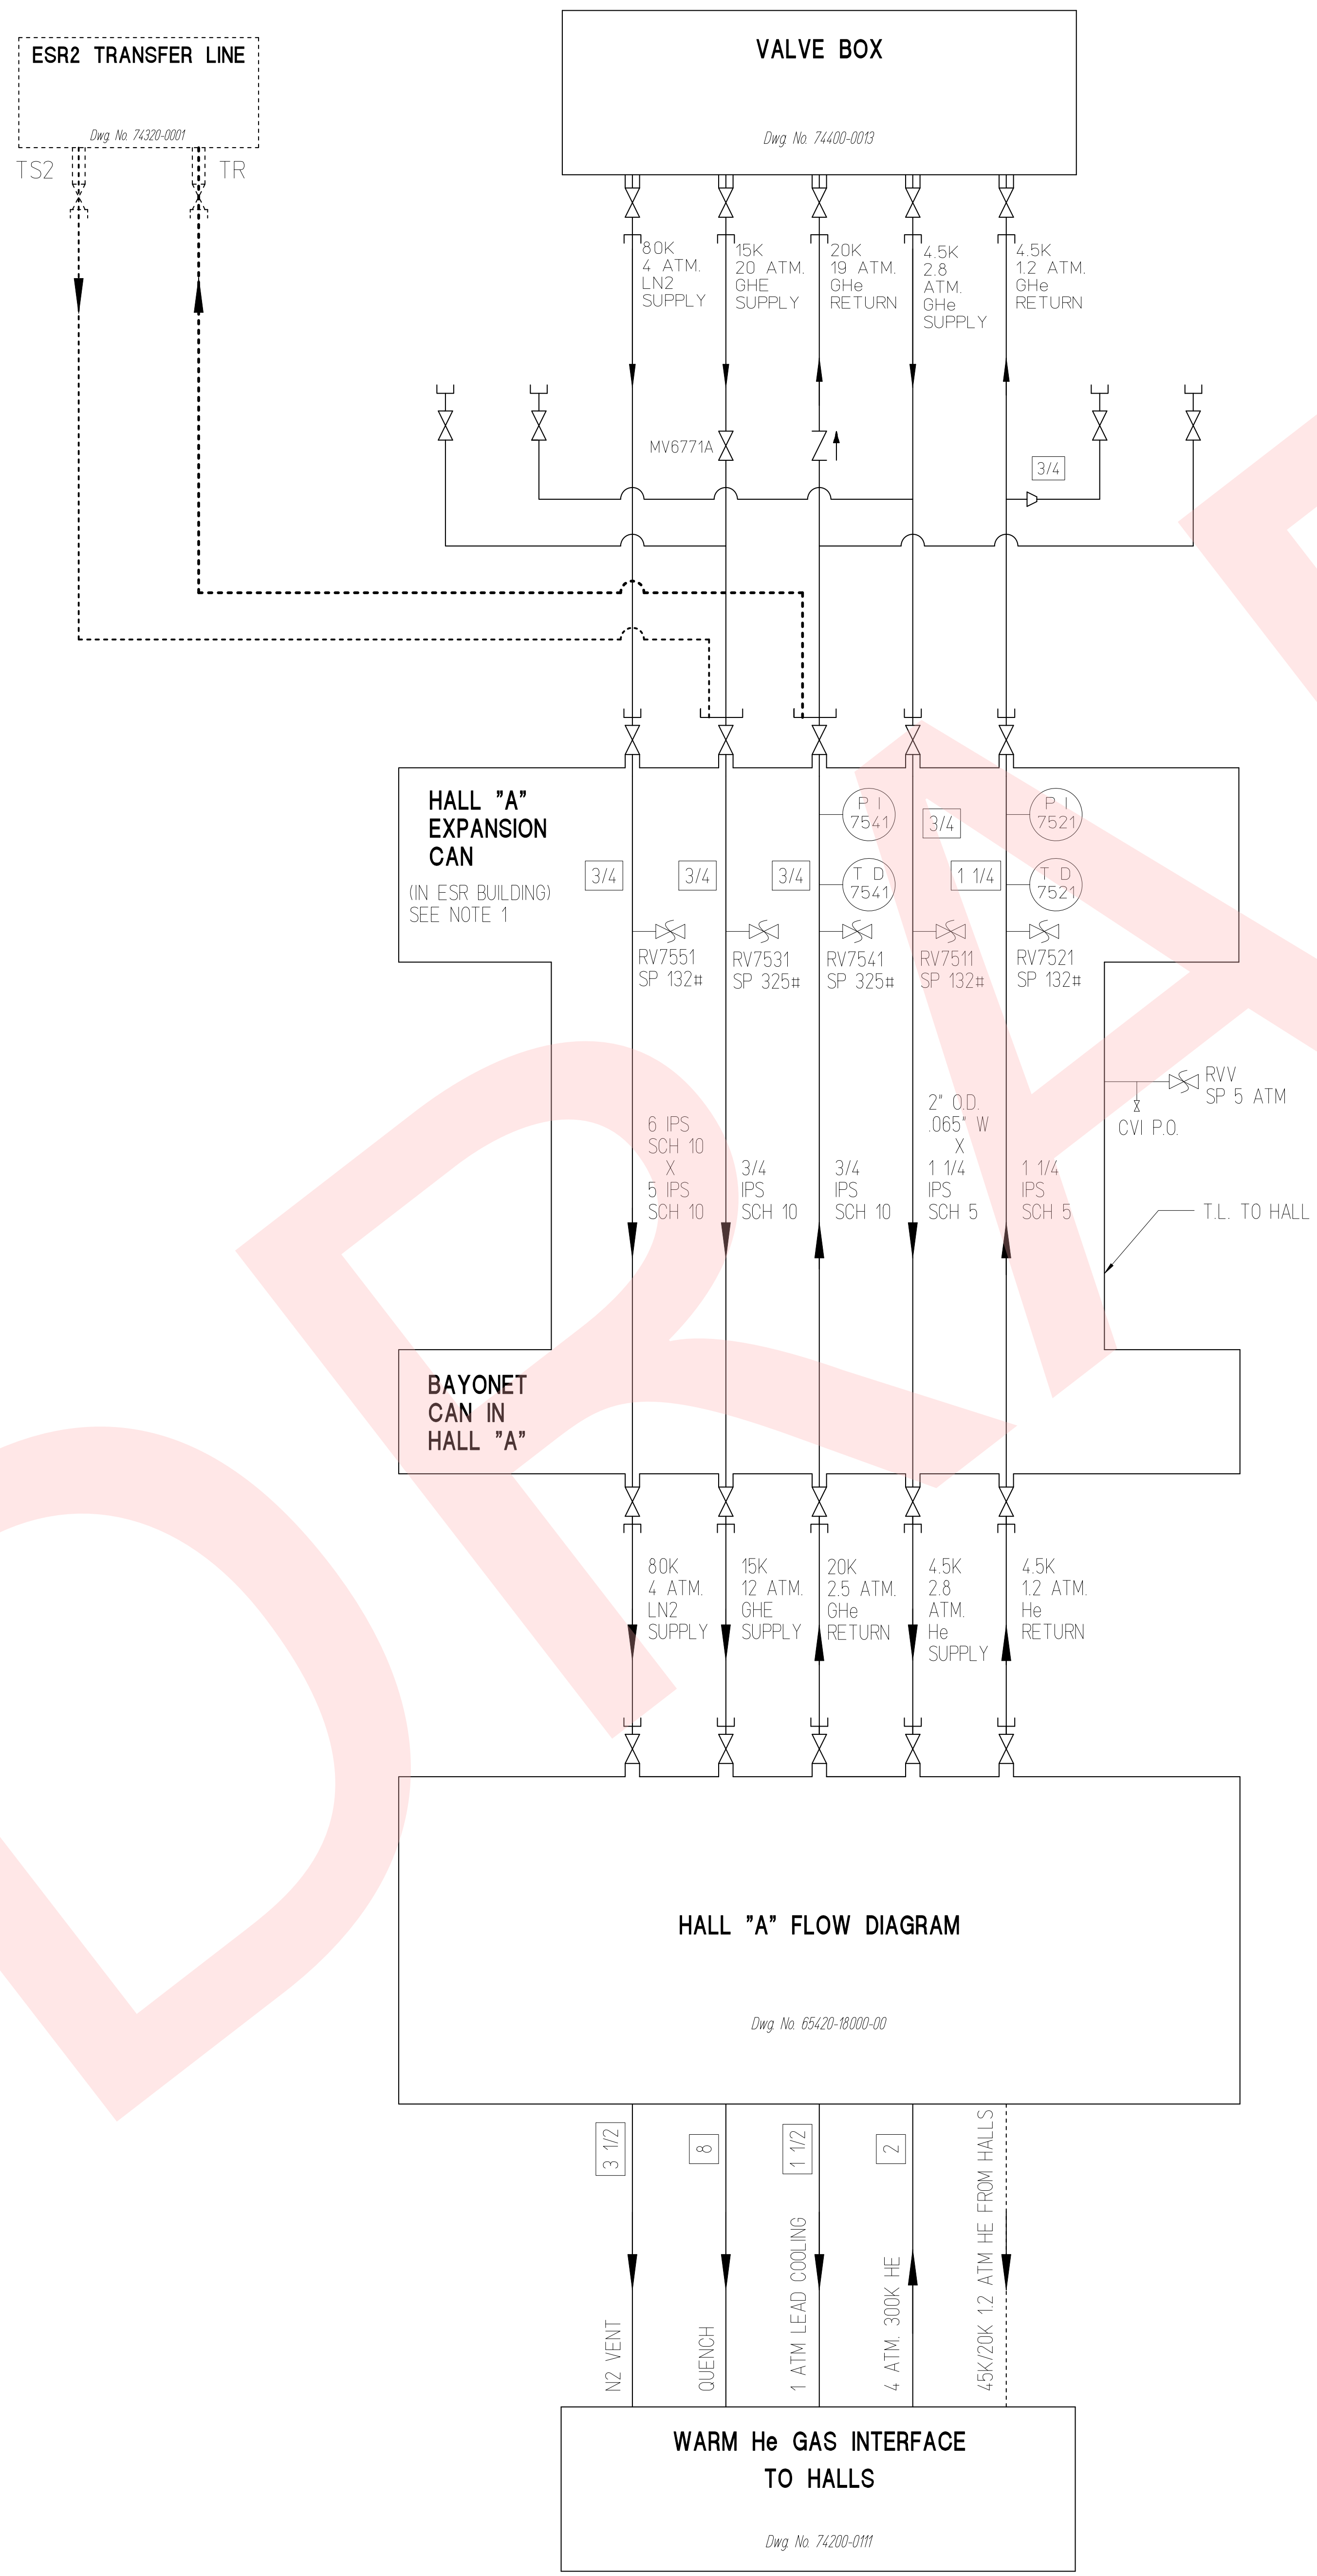 ESR2 TRANSFER LINE
Dwg. No. 74320-0001
TS2
TR
VALVE BOX
Dwg. No. 74400-0013
80K
4 ATM.
LN2
SUPPLY
15K
20 ATM.
GHE
SUPPLY
20K
19 ATM.
GHe
RETURN
4.5K
2.8
ATM.
GHe
SUPPLY
4.5K
1.2 ATM.
GHe
RETURN
MV6771A
3/4
HALL "A"
EXPANSION
CAN
(IN ESR BUILDING)
SEE NOTE 1
3/4
3/4
3/4
3/4
1 1/4
P I
7541
T D
7541
P I
7521
T D
7521
RV7551
SP 132#
RV7531
SP 325#
RV7541
SP 325#
RV7511
SP 132#
RV7521
SP 132#
RVV
SP 5 ATM
CVI P.O.
6 IPS
SCH 10
X
5 IPS
SCH 10
3/4
IPS
SCH 10
3/4
IPS
SCH 10
2" O.D.
.065" W
X
1 1/4
IPS
SCH 5
1 1/4
IPS
SCH 5
T.L. TO HALL
BAYONET
CAN IN
HALL "A"
80K
4 ATM.
LN2
SUPPLY
15K
12 ATM.
GHE
SUPPLY
20K
2.5 ATM.
GHe
RETURN
4.5K
2.8
ATM.
He
SUPPLY
4.5K
1.2 ATM.
He
RETURN
HALL "A" FLOW DIAGRAM
Dwg. No. 65420-18000-00
3 1/2
N2 VENT
8
QUENCH
1 1/2
1 ATM LEAD COOLING
2
4 ATM. 300K HE
45K/20K 1.2 ATM HE FROM HALLS
WARM He GAS INTERFACE
TO HALLS
Dwg. No. 74200-0111
DRA